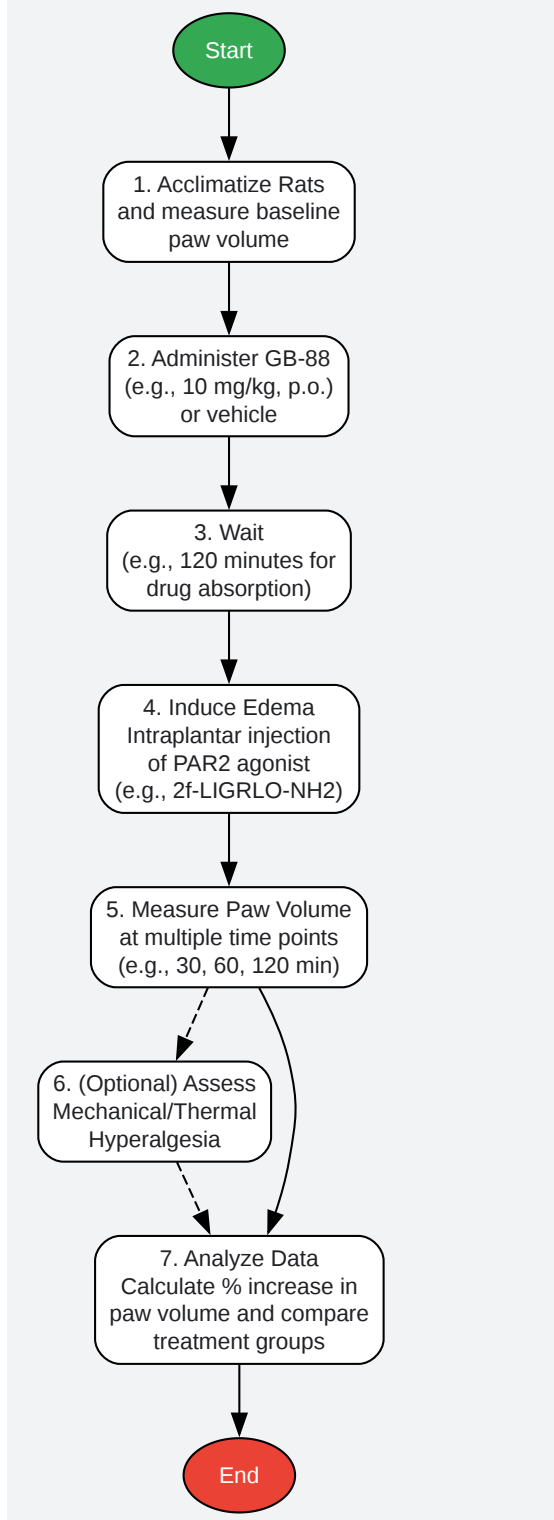 Start
1. Acclimatize Rats
and measure baseline
paw volume
2. Administer GB-88
(e.g., 10 mg/kg, p.o.)
or vehicle
3. Wait
(e.g., 120 minutes for
drug absorption)
4. Induce Edema
Intraplantar injection
of PAR2 agonist
(e.g., 2f-LIGRLO-NH2)
5. Measure Paw Volume
at multiple time points
(e.g., 30, 60, 120 min)
6. (Optional) Assess
Mechanical/Thermal
Hyperalgesia
7. Analyze Data
Calculate % increase in
paw volume and compare
treatment groups
End